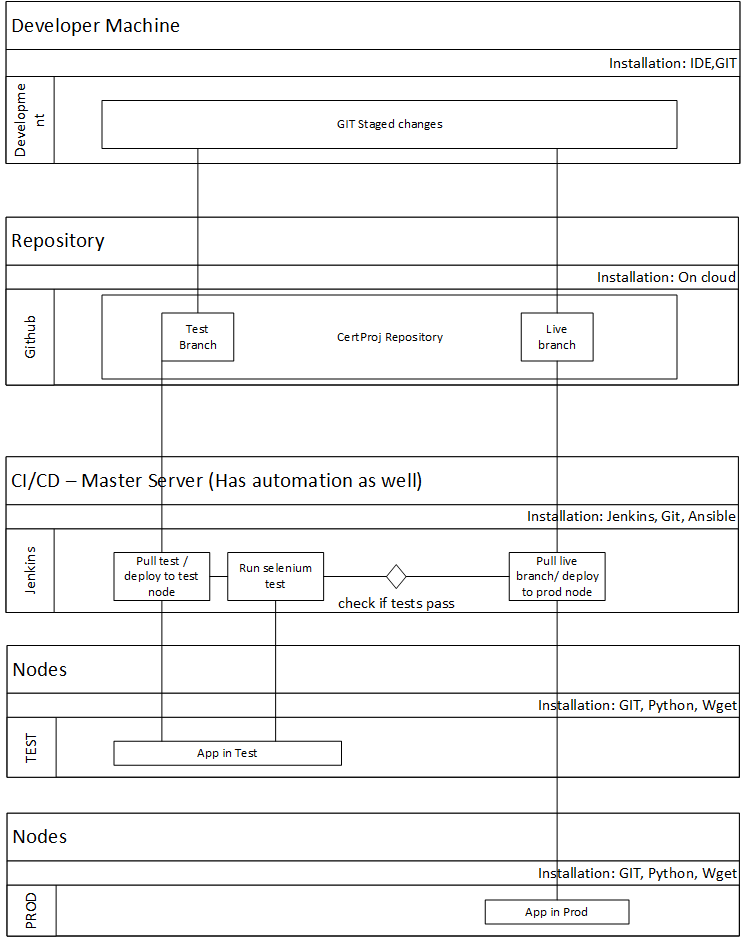 Developer Machine
Installation: IDE,GIT
Developme
nt
GIT Staged changes
Repository
Installation: On cloud
Github
Test
Branch
CertProj Repository
Live
branch
CI/CD – Master Server (Has automation as well)
Installation: Jenkins, Git, Ansible
Jenkins
Pull test /
deploy to test
node
Run selenium
test
check if tests pass
Pull live
branch/ deploy
to prod node
Nodes
Installation: GIT, Python, Wget
TEST
App in Test
Nodes
Installation: GIT, Python, Wget
PROD
App in Prod